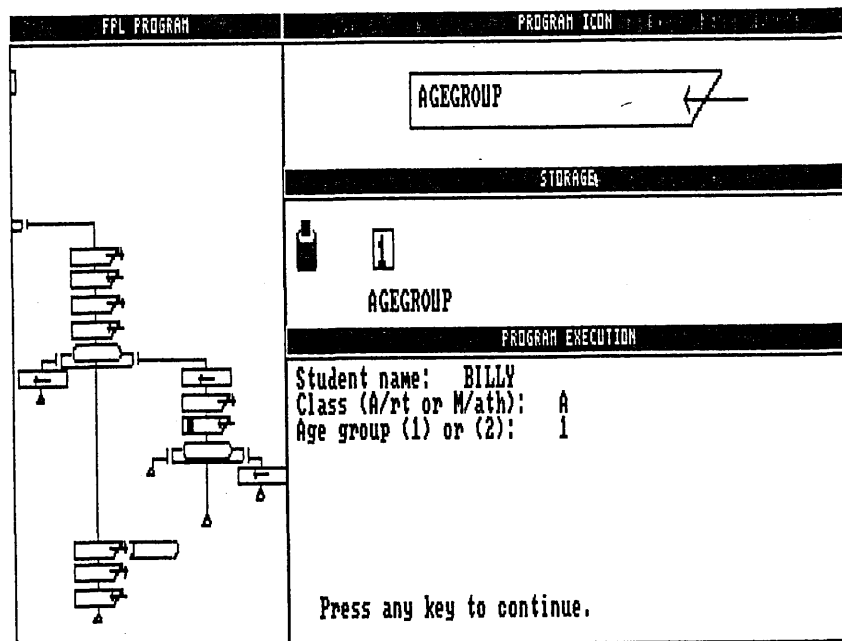 FPL PROGRAM
PROGRAM ICON
AGEGROUP
STORAGE
1
AGEGROUP
PROGRAM EXECUTION
Student name: BILLY
Class (A/rt or M/ath): A
Age group (1) or (2): 1
Press any key to continue.